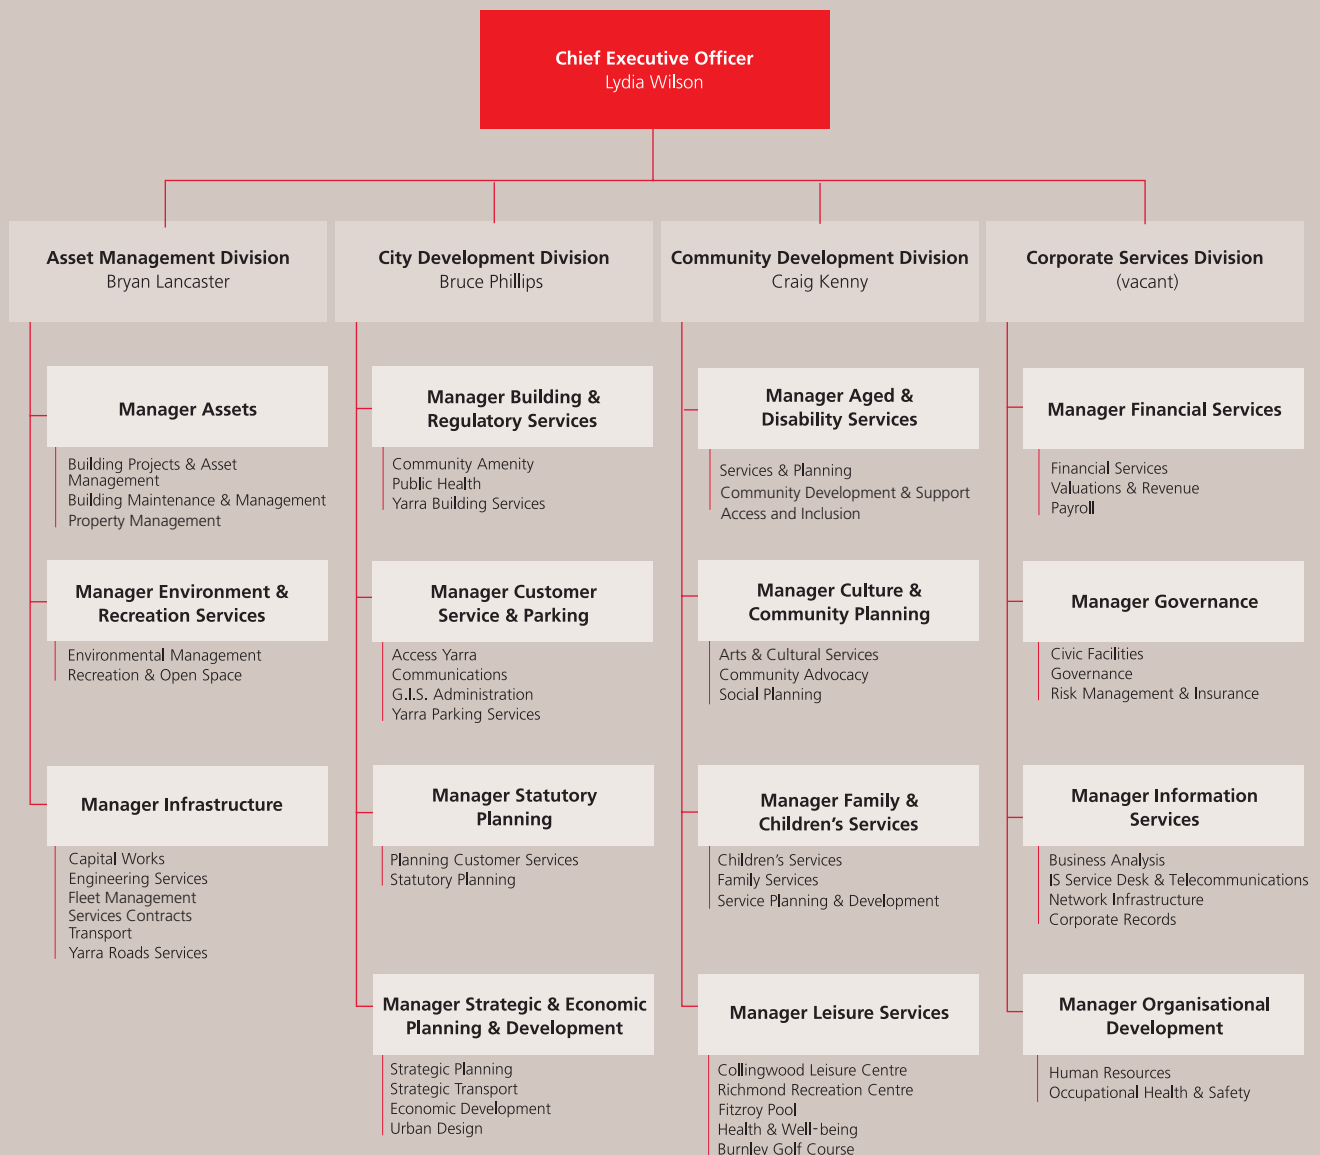 Chief Executive Officer
Lydia Wilson
Asset Management Division
Bryan Lancaster
City Development Division
Bruce Phillips
Community Development Division
Craig Kenny
Corporate Services Division
(vacant)
Manager Assets
Building Projects & Asset
Management
Building Maintenance & Management
Property Management
Manager Environment &
Recreation Services
Environmental Management
Recreation & Open Space
Manager Infrastructure
Capital Works
Engineering Services
Fleet Management
Services Contracts
Transport
Yarra Roads Services
Manager Building &
Regulatory Services
Community Amenity
Public Health
Yarra Building Services
Manager Customer
Service & Parking
Access Yarra
Communications
G.I.S. Administration
Yarra Parking Services
Manager Statutory
Planning
Planning Customer Services
Statutory Planning
Manager Strategic & Economic
Planning & Development
Strategic Planning
Strategic Transport
Economic Development
Urban Design
Manager Aged &
Disability Services
Services & Planning
Community Development & Support
Access and Inclusion
Manager Culture &
Community Planning
Arts & Cultural Services
Community Advocacy
Social Planning
Manager Family &
Children's Services
Children's Services
Family Services
Service Planning & Development
Manager Leisure Services
Collingwood Leisure Centre
Richmond Recreation Centre
Fitzroy Pool
Health & Well-being
Burnley Golf Course
Manager Financial Services
Financial Services
Valuations & Revenue
Payroll
Manager Governance
Civic Facilities
Governance
Risk Management & Insurance
Manager Information
Services
Business Analysis
IS Service Desk & Telecommunications
Network Infrastructure
Corporate Records
Manager Organisational
Development
Human Resources
Occupational Health & Safety